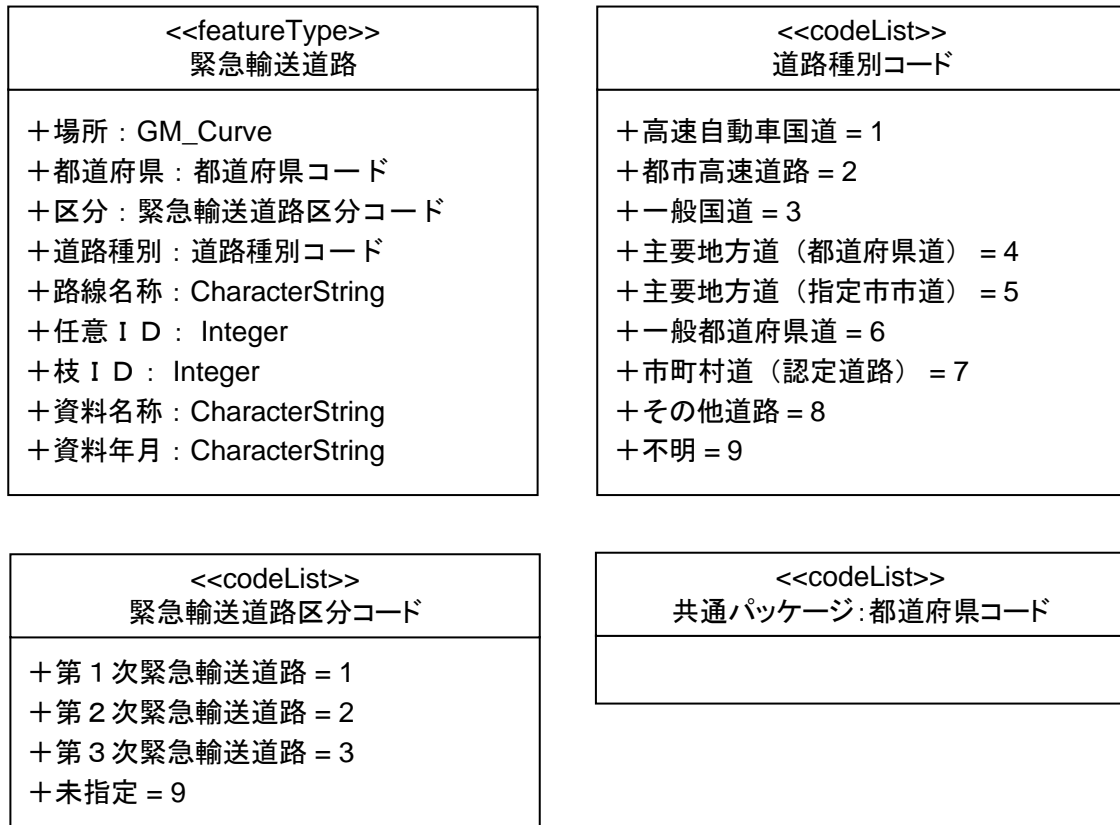 <<featureType>>
緊急輸送道路
＋場所：GM_Curve
＋都道府県：都道府県コード
＋区分：緊急輸送道路区分コード
＋道路種別：道路種別コード
＋路線名称：CharacterString
＋任意ＩＤ： Integer
＋枝ＩＤ： Integer
＋資料名称：CharacterString
＋資料年月：CharacterString
<<codeList>>
道路種別コード
＋高速自動車国道 = 1
＋都市高速道路 = 2
＋一般国道 = 3
＋主要地方道（都道府県道） = 4
＋主要地方道（指定市市道） = 5
＋一般都道府県道 = 6
＋市町村道（認定道路） = 7
＋その他道路 = 8
＋不明 = 9
<<codeList>>
緊急輸送道路区分コード
＋第１次緊急輸送道路 = 1
＋第２次緊急輸送道路 = 2
＋第３次緊急輸送道路 = 3
＋未指定 = 9
<<codeList>>
共通パッケージ：都道府県コード